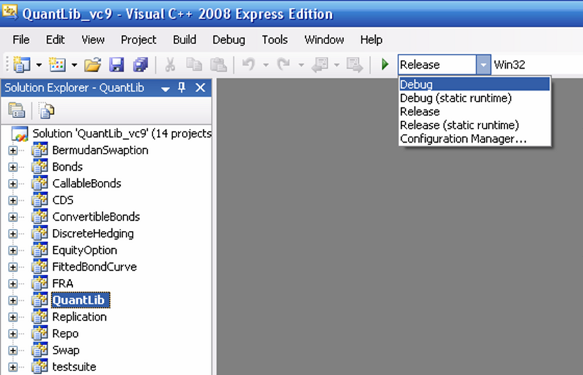 QuantLib_vc9 - Visual C++ 2008 Express Edition
File Edit View Project Build Debug Tools Window Help
Release Win32
Debug
Debug (static runtime)
Release
Release (static runtime)
Configuration Manager...
Solution Explorer - QuantLib
Solution 'QuantLib_vc9' (14 projects
BermudanSwaption
Bonds
CallableBonds
CDS
ConvertibleBonds
DiscreteHedging
EquityOption
FittedBondCurve
FRA
QuantLib
Replication
Repo
Swap
testsuite